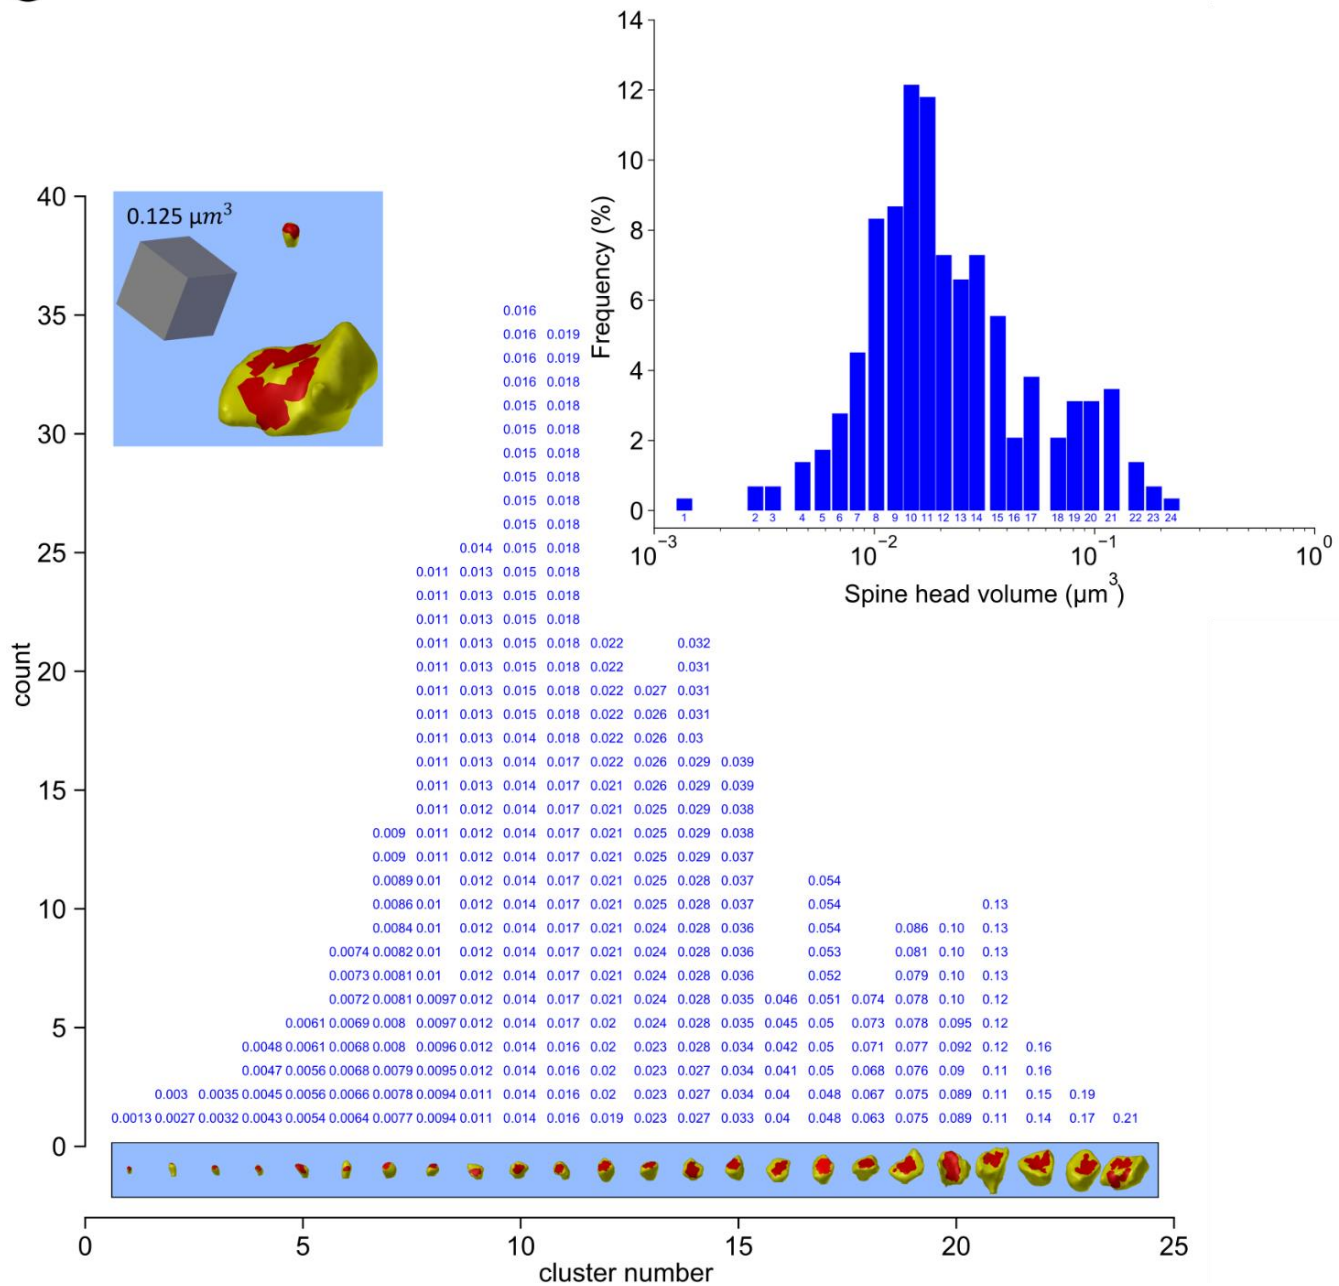 14
12
10
8
6
4
2
0
Frequency (%)
1 2 3 4 5 6 7 8 9 10 11 12 13 14 15 16 17 18 19 20 21 22 23 24
10⁻³ 10⁻² 10⁻¹ 10⁰
Spine head volume (µm³)
0.125 µm³
40
35
30
25
20
15
10
5
0
count
0.016
0.016 0.019
0.016 0.019
0.016 0.018
0.015 0.018
0.015 0.018
0.015 0.018
0.015 0.018
0.015 0.018
0.015 0.018
0.014 0.015 0.018
0.011 0.013 0.015 0.018
0.011 0.013 0.015 0.018
0.011 0.013 0.015 0.018
0.011 0.013 0.015 0.018 0.022 0.032
0.011 0.013 0.015 0.018 0.022 0.031
0.011 0.013 0.015 0.018 0.022 0.027 0.031
0.011 0.013 0.015 0.018 0.022 0.026 0.031
0.011 0.013 0.014 0.018 0.022 0.026 0.03
0.011 0.013 0.014 0.017 0.022 0.026 0.029 0.039
0.011 0.013 0.014 0.017 0.021 0.026 0.029 0.039
0.011 0.012 0.014 0.017 0.021 0.025 0.029 0.038
0.009 0.011 0.012 0.014 0.017 0.021 0.025 0.029 0.038
0.009 0.011 0.012 0.014 0.017 0.021 0.025 0.029 0.037
0.0089 0.01 0.012 0.014 0.017 0.021 0.025 0.028 0.037 0.054
0.0086 0.01 0.012 0.014 0.017 0.021 0.025 0.028 0.037 0.054 0.13
0.0084 0.01 0.012 0.014 0.017 0.021 0.024 0.028 0.036 0.054 0.086 0.10 0.13
0.0074 0.0082 0.01 0.012 0.014 0.017 0.021 0.024 0.028 0.036 0.053 0.081 0.10 0.13
0.0073 0.0081 0.01 0.012 0.014 0.017 0.021 0.024 0.028 0.036 0.052 0.079 0.10 0.13
0.0072 0.0081 0.0097 0.012 0.014 0.017 0.021 0.024 0.028 0.035 0.046 0.051 0.074 0.078 0.10 0.12
0.0061 0.0069 0.008 0.0097 0.012 0.014 0.017 0.02 0.024 0.028 0.035 0.045 0.05 0.073 0.078 0.095 0.12
0.0048 0.0061 0.0068 0.008 0.0096 0.012 0.014 0.016 0.02 0.023 0.028 0.034 0.042 0.05 0.071 0.077 0.092 0.12 0.16
0.0047 0.0056 0.0068 0.0079 0.0095 0.012 0.014 0.016 0.02 0.023 0.027 0.034 0.041 0.05 0.068 0.076 0.09 0.11 0.16
0.003 0.0035 0.0045 0.0056 0.0066 0.0078 0.0094 0.011 0.014 0.016 0.02 0.023 0.027 0.034 0.04 0.048 0.067 0.075 0.089 0.11 0.15 0.19
0.0013 0.0027 0.0032 0.0043 0.0054 0.0064 0.0077 0.0094 0.011 0.014 0.016 0.019 0.023 0.027 0.033 0.04 0.048 0.063 0.075 0.089 0.11 0.14 0.17 0.21
0 5 10 15 20 25
cluster number